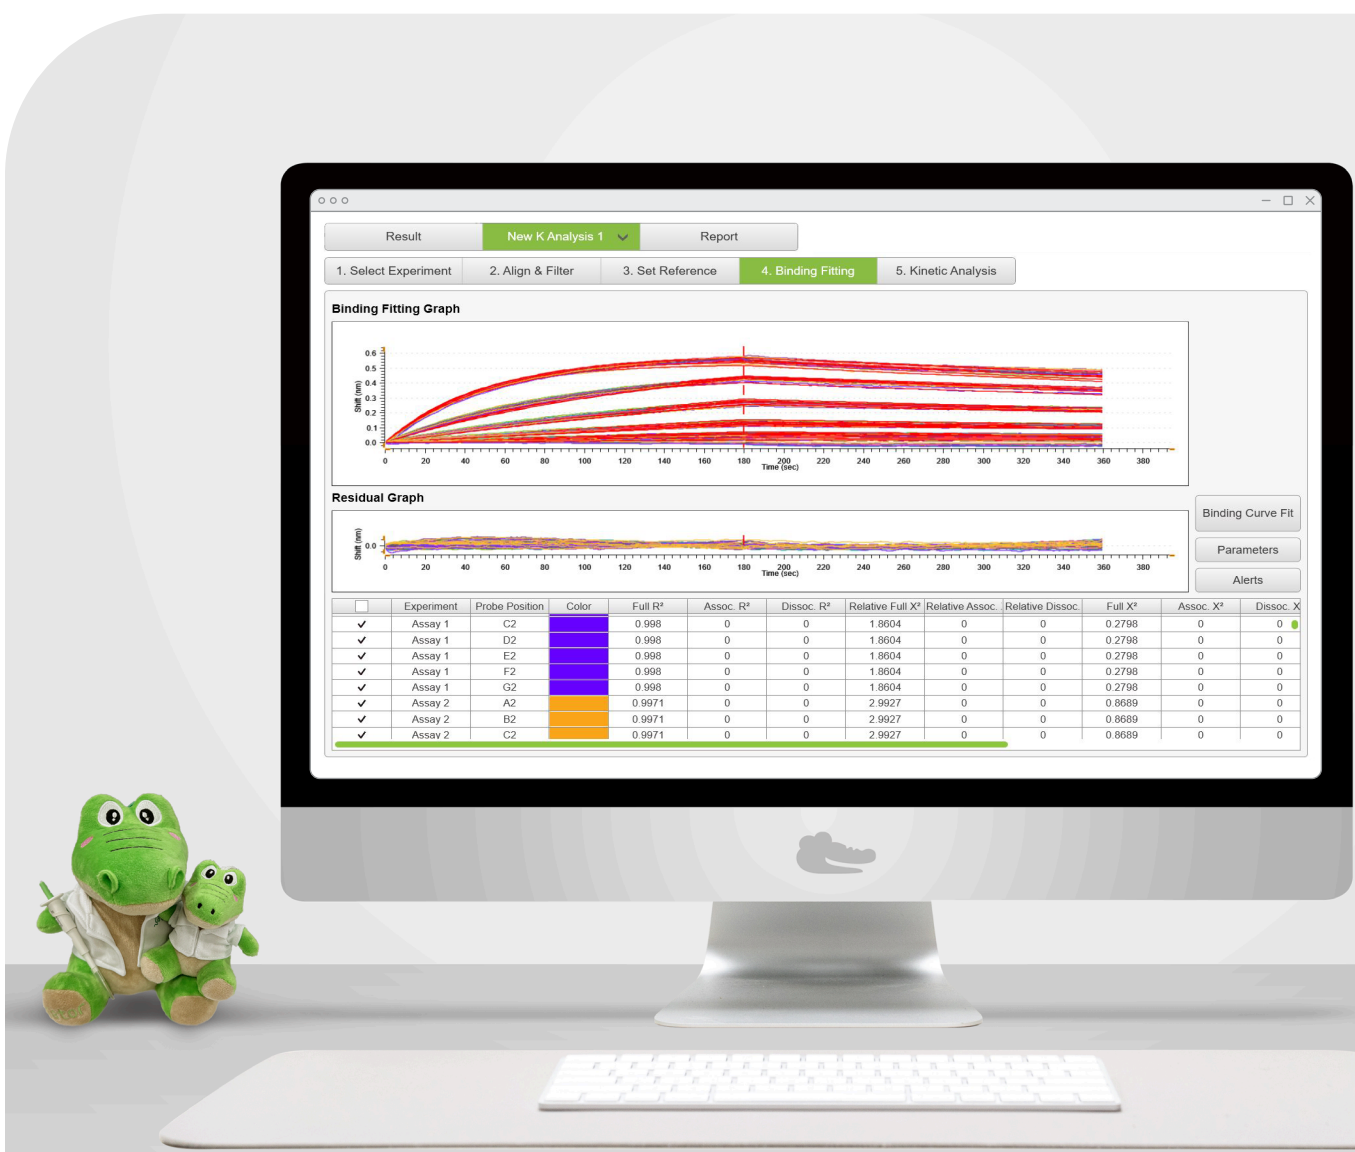 Result New K Analysis 1 Report
1. Select Experiment 2. Align & Filter 3. Set Reference 4. Binding Fitting 5. Kinetic Analysis
Binding Fitting Graph
0.6
0.5
0.4
0.3
0.2
0.1
0.0
Shift (nm)
0 20 40 60 80 100 120 140 160 180 200 220 240 260 280 300 320 340 360 380
Time (sec)
Residual Graph
Shift (nm)
0.0
0 20 40 60 80 100 120 140 160 180 200 220 240 260 280 300 320 340 360 380
Time (sec)
Binding Curve Fit
Parameters
Alerts
Experiment Probe Position Color Full R² Assoc. R² Dissoc. R² Relative Full X² Relative Assoc. Relative Dissoc. Full X² Assoc. X² Dissoc. X
Assay 1 C2 0.998 0 0 1.8604 0 0 0.2798 0 0
Assay 1 D2 0.998 0 0 1.8604 0 0 0.2798 0 0
Assay 1 E2 0.998 0 0 1.8604 0 0 0.2798 0 0
Assay 1 F2 0.998 0 0 1.8604 0 0 0.2798 0 0
Assay 1 G2 0.998 0 0 1.8604 0 0 0.2798 0 0
Assay 2 A2 0.9971 0 0 2.9927 0 0 0.8689 0 0
Assay 2 B2 0.9971 0 0 2.9927 0 0 0.8689 0 0
Assay 2 C2 0.9971 0 0 2.9927 0 0 0.8689 0 0